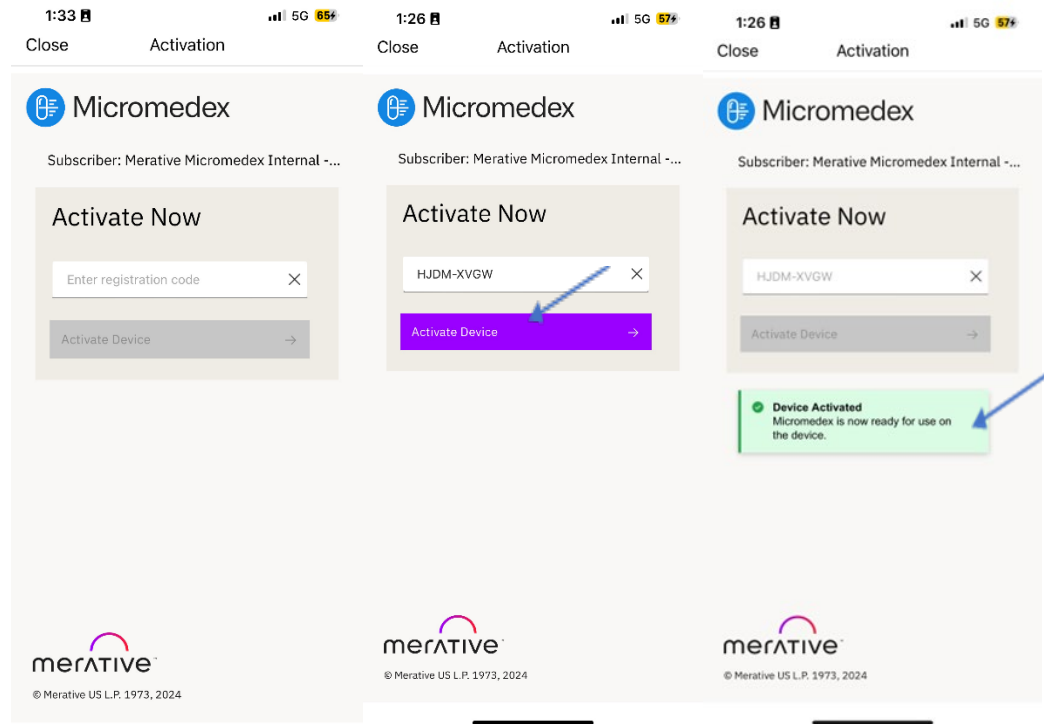 1:33
5G 65
Close
Activation
Micromedex
Subscriber: Merative Micromedex Internal -...
Activate Now
Enter registration code
Activate Device
merative
© Merative US L.P. 1973, 2024
1:26
5G 57
Close
Activation
Micromedex
Subscriber: Merative Micromedex Internal -...
Activate Now
HJDM-XVGW
Activate Device
merative
© Merative US L.P. 1973, 2024
1:26
5G 57
Close
Activation
Micromedex
Subscriber: Merative Micromedex Internal -...
Activate Now
HJDM-XVGW
Activate Device
Device Activated
Micromedex is now ready for use on
the device.
merative
© Merative US L.P. 1973, 2024